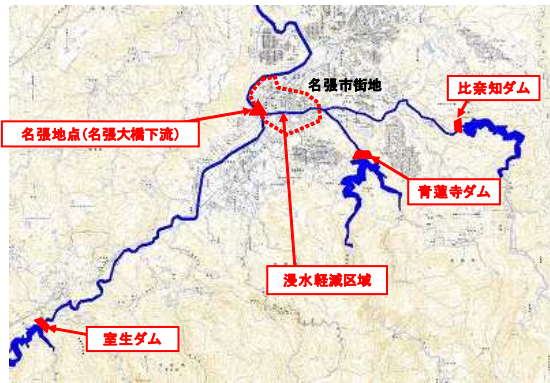 名張市街地
比奈知ダム
名張地点(名張大橋下流)
青蓮寺ダム
浸水軽減区域
室生ダム